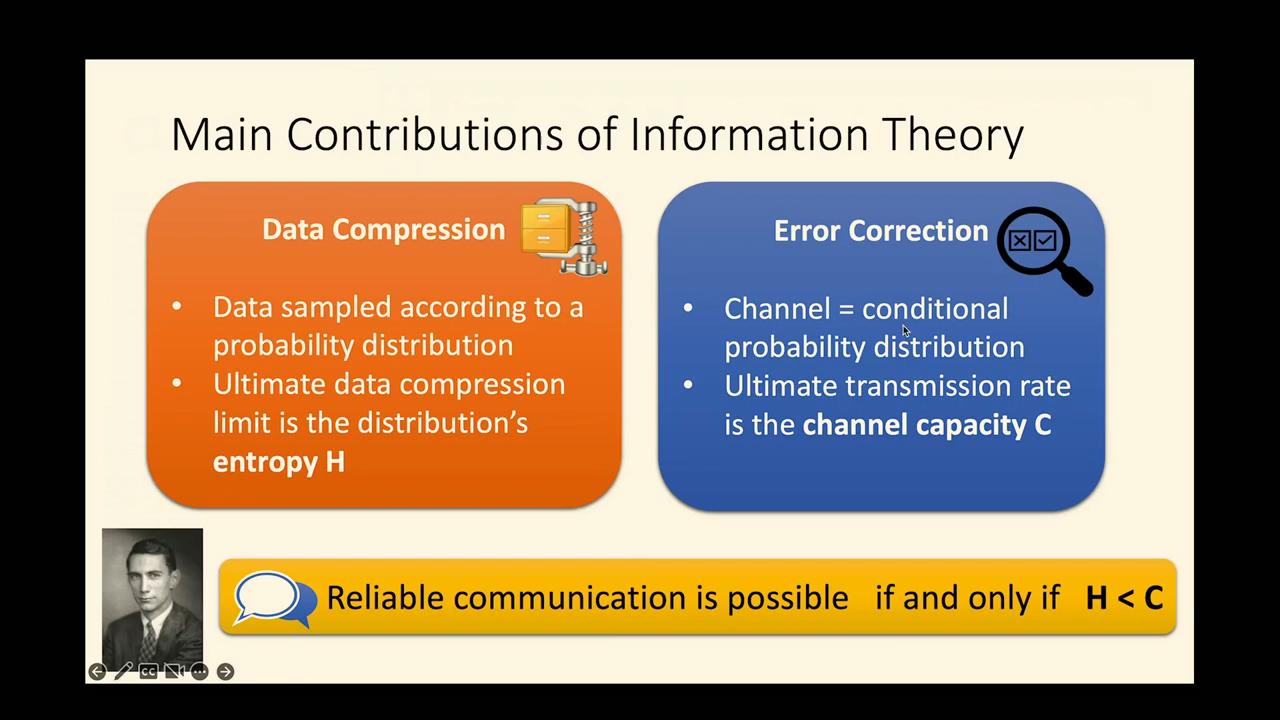 Main Contributions of Information Theory
Data Compression
• Data sampled according to a
probability distribution
• Ultimate data compression
limit is the distribution’s
entropy H
Error Correction
• Channel = conditional
probability distribution
• Ultimate transmission rate
is the channel capacity C
Reliable communication is possible if and only if H < C
CC